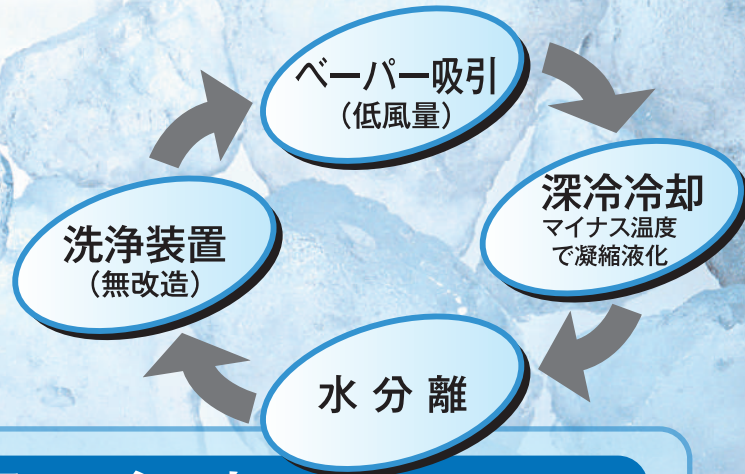 ベーパー吸引
（低風量）
深冷冷却
マイナス温度
で凝縮液化
洗浄装置
（無改造）
水分離